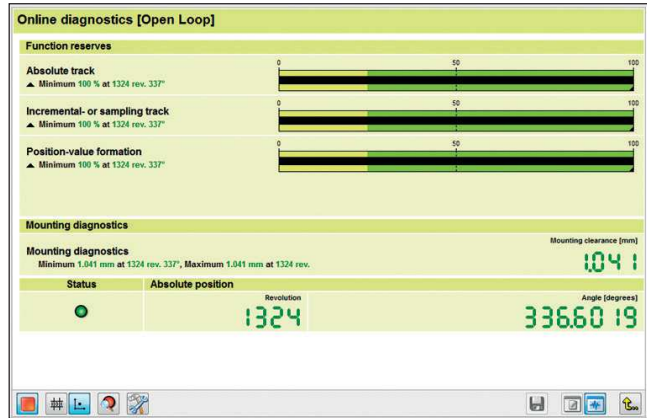 Online diagnostics [Open Loop]
Function reserves
Absolute track
▲ Minimum 100 % at 1324 rev. 337°
0 50 100
Incremental- or sampling track
▲ Minimum 100 % at 1324 rev. 337°
0 50 100
Position-value formation
▲ Minimum 100 % at 1324 rev. 337°
0 50 100
Mounting diagnostics
Mounting diagnostics
Minimum 1.041 mm at 1324 rev. 337°, Maximum 1.041 mm at 1324 rev.
Mounting clearance [mm]
1.041
Status Absolute position
Revolution
1324
Angle [degrees]
336.6019